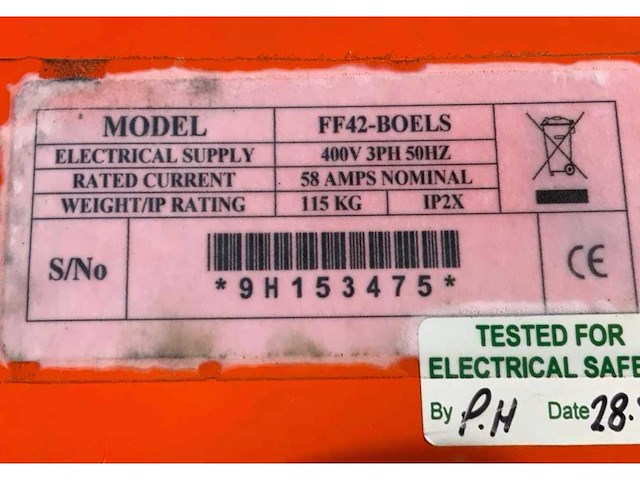 MODEL FF42-BOELS
ELECTRICAL SUPPLY 400V 3PH 50HZ
RATED CURRENT 58 AMPS NOMINAL
WEIGHT/IP RATING 115 KG IP2X
S/No *9H153475*
CE
TESTED FOR
ELECTRICAL
By P.H Date 28.